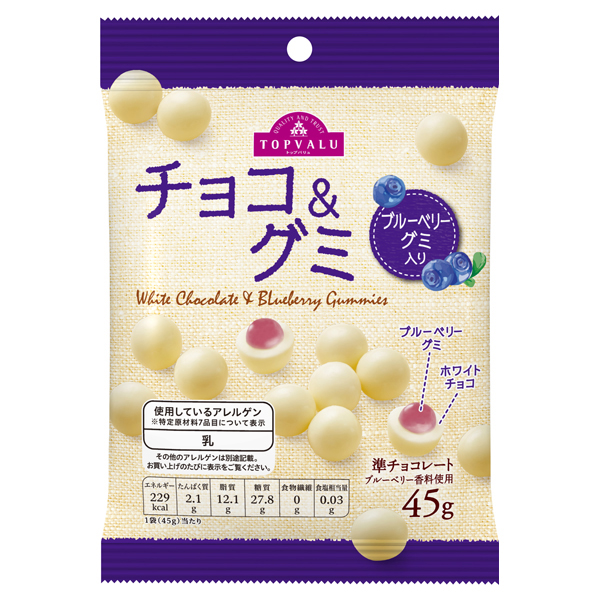 QUALITY AND TRUST
TOPVALU
トップバリュ
チョコ&
グミ
ブルーベリー
グミ
入り
White Chocolate & Blueberry Gummies
ブルーベリー
グミ
ホワイト
チョコ
使用しているアレルゲン
※特定原材料7品目について表示
乳
その他のアレルゲンは別途記載。
お買い上げのたびに表示をご覧ください。
エネルギー たんぱく質 脂質 糖質 食物繊維 食塩相当量
229 2.1 12.1 27.8 0 0.03
kcal g g g g g
1袋(45g)当たり
準チョコレート
ブルーベリー香料使用
45g